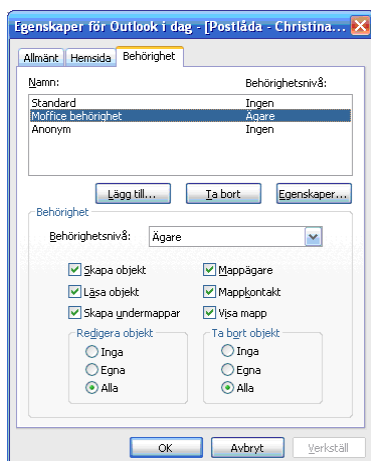 Egenskaper för Outlook i dag - [Postlåda - Christina...
Allmänt Hemsida Behörighet
Namn: Behörighetsnivå:
Standard Ingen
Moffice behörighet Ägare
Anonym Ingen
Lägg till... Ta bort Egenskaper...
Behörighet
Behörighetsnivå: Ägare
Skapa objekt Mappägare
Läsa objekt Mappkontakt
Skapa undermappar Visa mapp
Redigera objekt Ta bort objekt
Inga Inga
Egna Egna
Alla Alla
OK Avbryt Verkställ